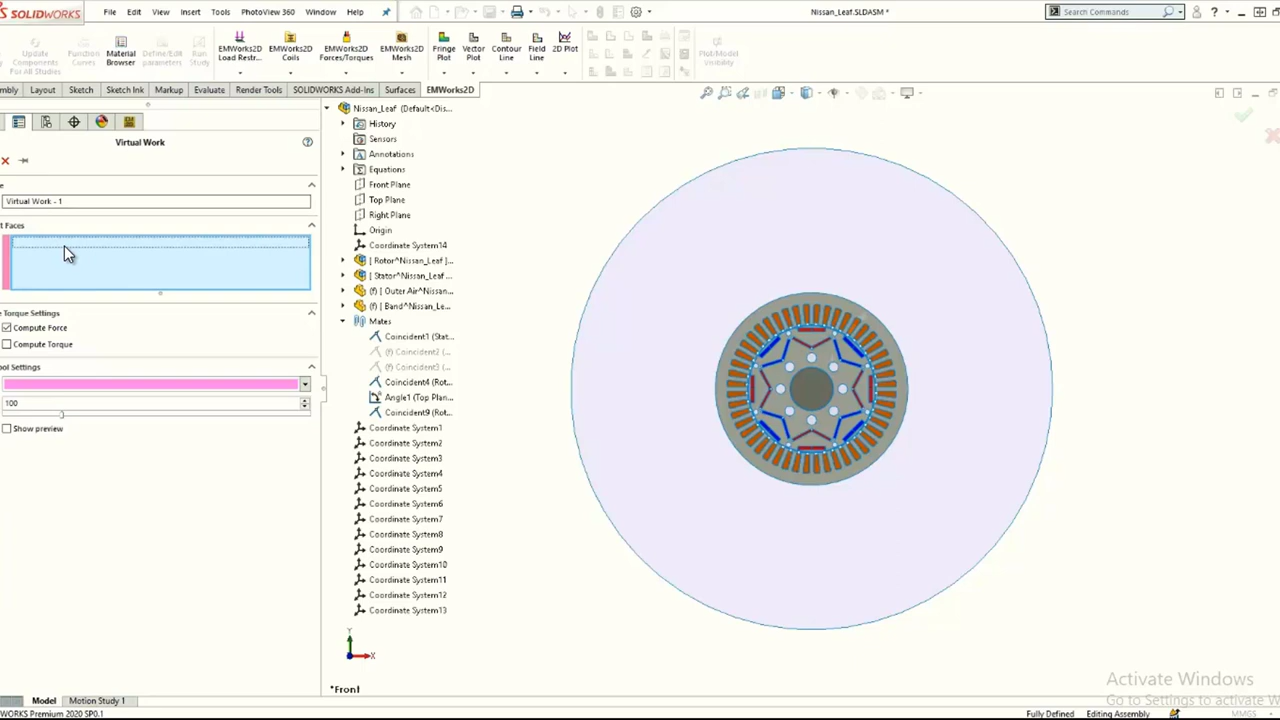 SOLIDWORKS File Edit View Insert Tools PhotoView 360 Window Help Nissan_Leaf.SLDASM * Search Commands
Update Components For All Studies
Function Curves
Material Browser
Define/Edit parameters
Run Study
EMWorks2D Load Restr...
EMWorks2D Coils
EMWorks2D Forces/Torques
EMWorks2D Mesh
Fringe Plot
Vector Plot
Contour Line
Field Line
2D Plot
Plot/Model Visibility
mbly Layout Sketch Sketch Ink Markup Evaluate Render Tools SOLIDWORKS Add-Ins Surfaces EMWorks2D
Virtual Work
e
Virtual Work - 1
t Faces
e Torque Settings
Compute Force
Compute Torque
ool Settings
100
Show preview
Nissan_Leaf (Default<Dis...
History
Sensors
Annotations
Equations
Front Plane
Top Plane
Right Plane
Origin
Coordinate System14
[ Rotor^Nissan_Leaf ]...
[ Stator^Nissan_Leaf ...
(f) [ Outer Air^Nissan...
(f) [ Band^Nissan_Le...
Mates
Coincident1 (Stat...
(f) Coincident2 (...
(f) Coincident3 (...
Coincident4 (Rot...
Angle1 (Top Plan...
Coincident9 (Rot...
Coordinate System1
Coordinate System2
Coordinate System3
Coordinate System4
Coordinate System5
Coordinate System6
Coordinate System7
Coordinate System8
Coordinate System9
Coordinate System10
Coordinate System11
Coordinate System12
Coordinate System13
Y
X
*Front
Activate Windows
Go to Settings to activate W
Model Motion Study 1
WORKS Premium 2020 SP0.1 Fully Defined Editing Assembly MMGS